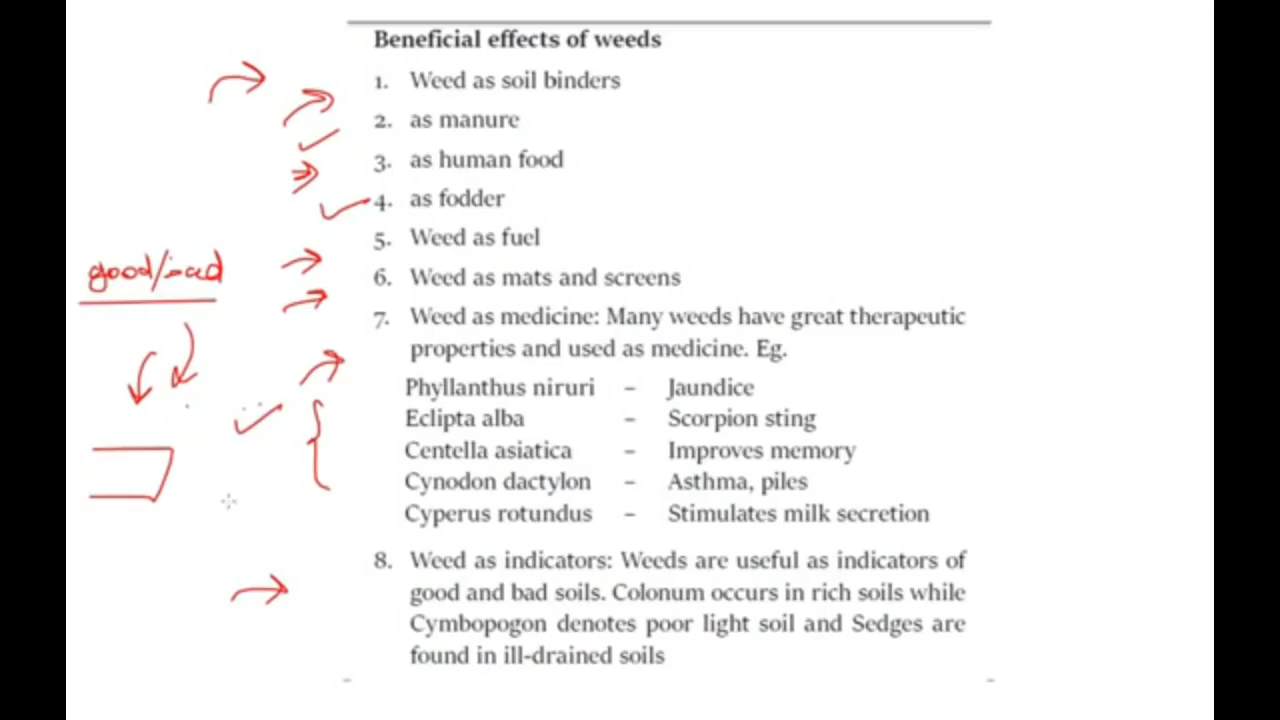 Beneficial effects of weeds
1. Weed as soil binders
2. as manure
3. as human food
4. as fodder
5. Weed as fuel
6. Weed as mats and screens
7. Weed as medicine: Many weeds have great therapeutic
properties and used as medicine. Eg.
Phyllanthus niruri – Jaundice
Eclipta alba – Scorpion sting
Centella asiatica – Improves memory
Cynodon dactylon – Asthma, piles
Cyperus rotundus – Stimulates milk secretion
8. Weed as indicators: Weeds are useful as indicators of
good and bad soils. Colonum occurs in rich soils while
Cymbopogon denotes poor light soil and Sedges are
found in ill-drained soils
good/bad